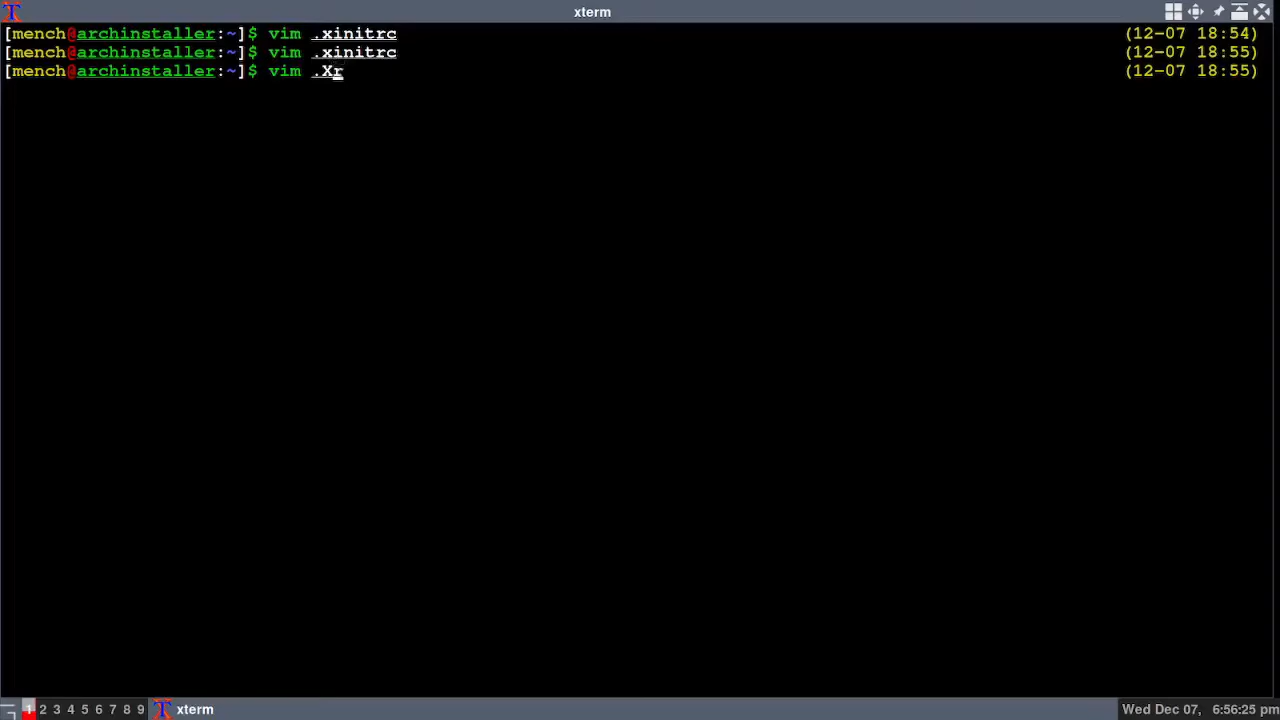 xterm
[mench@archinstaller:~]$ vim .xinitrc (12-07 18:54)
[mench@archinstaller:~]$ vim .xinitrc (12-07 18:55)
[mench@archinstaller:~]$ vim .Xr (12-07 18:55)
1 2 3 4 5 6 7 8 9 xterm Wed Dec 07, 6:56:25 pm